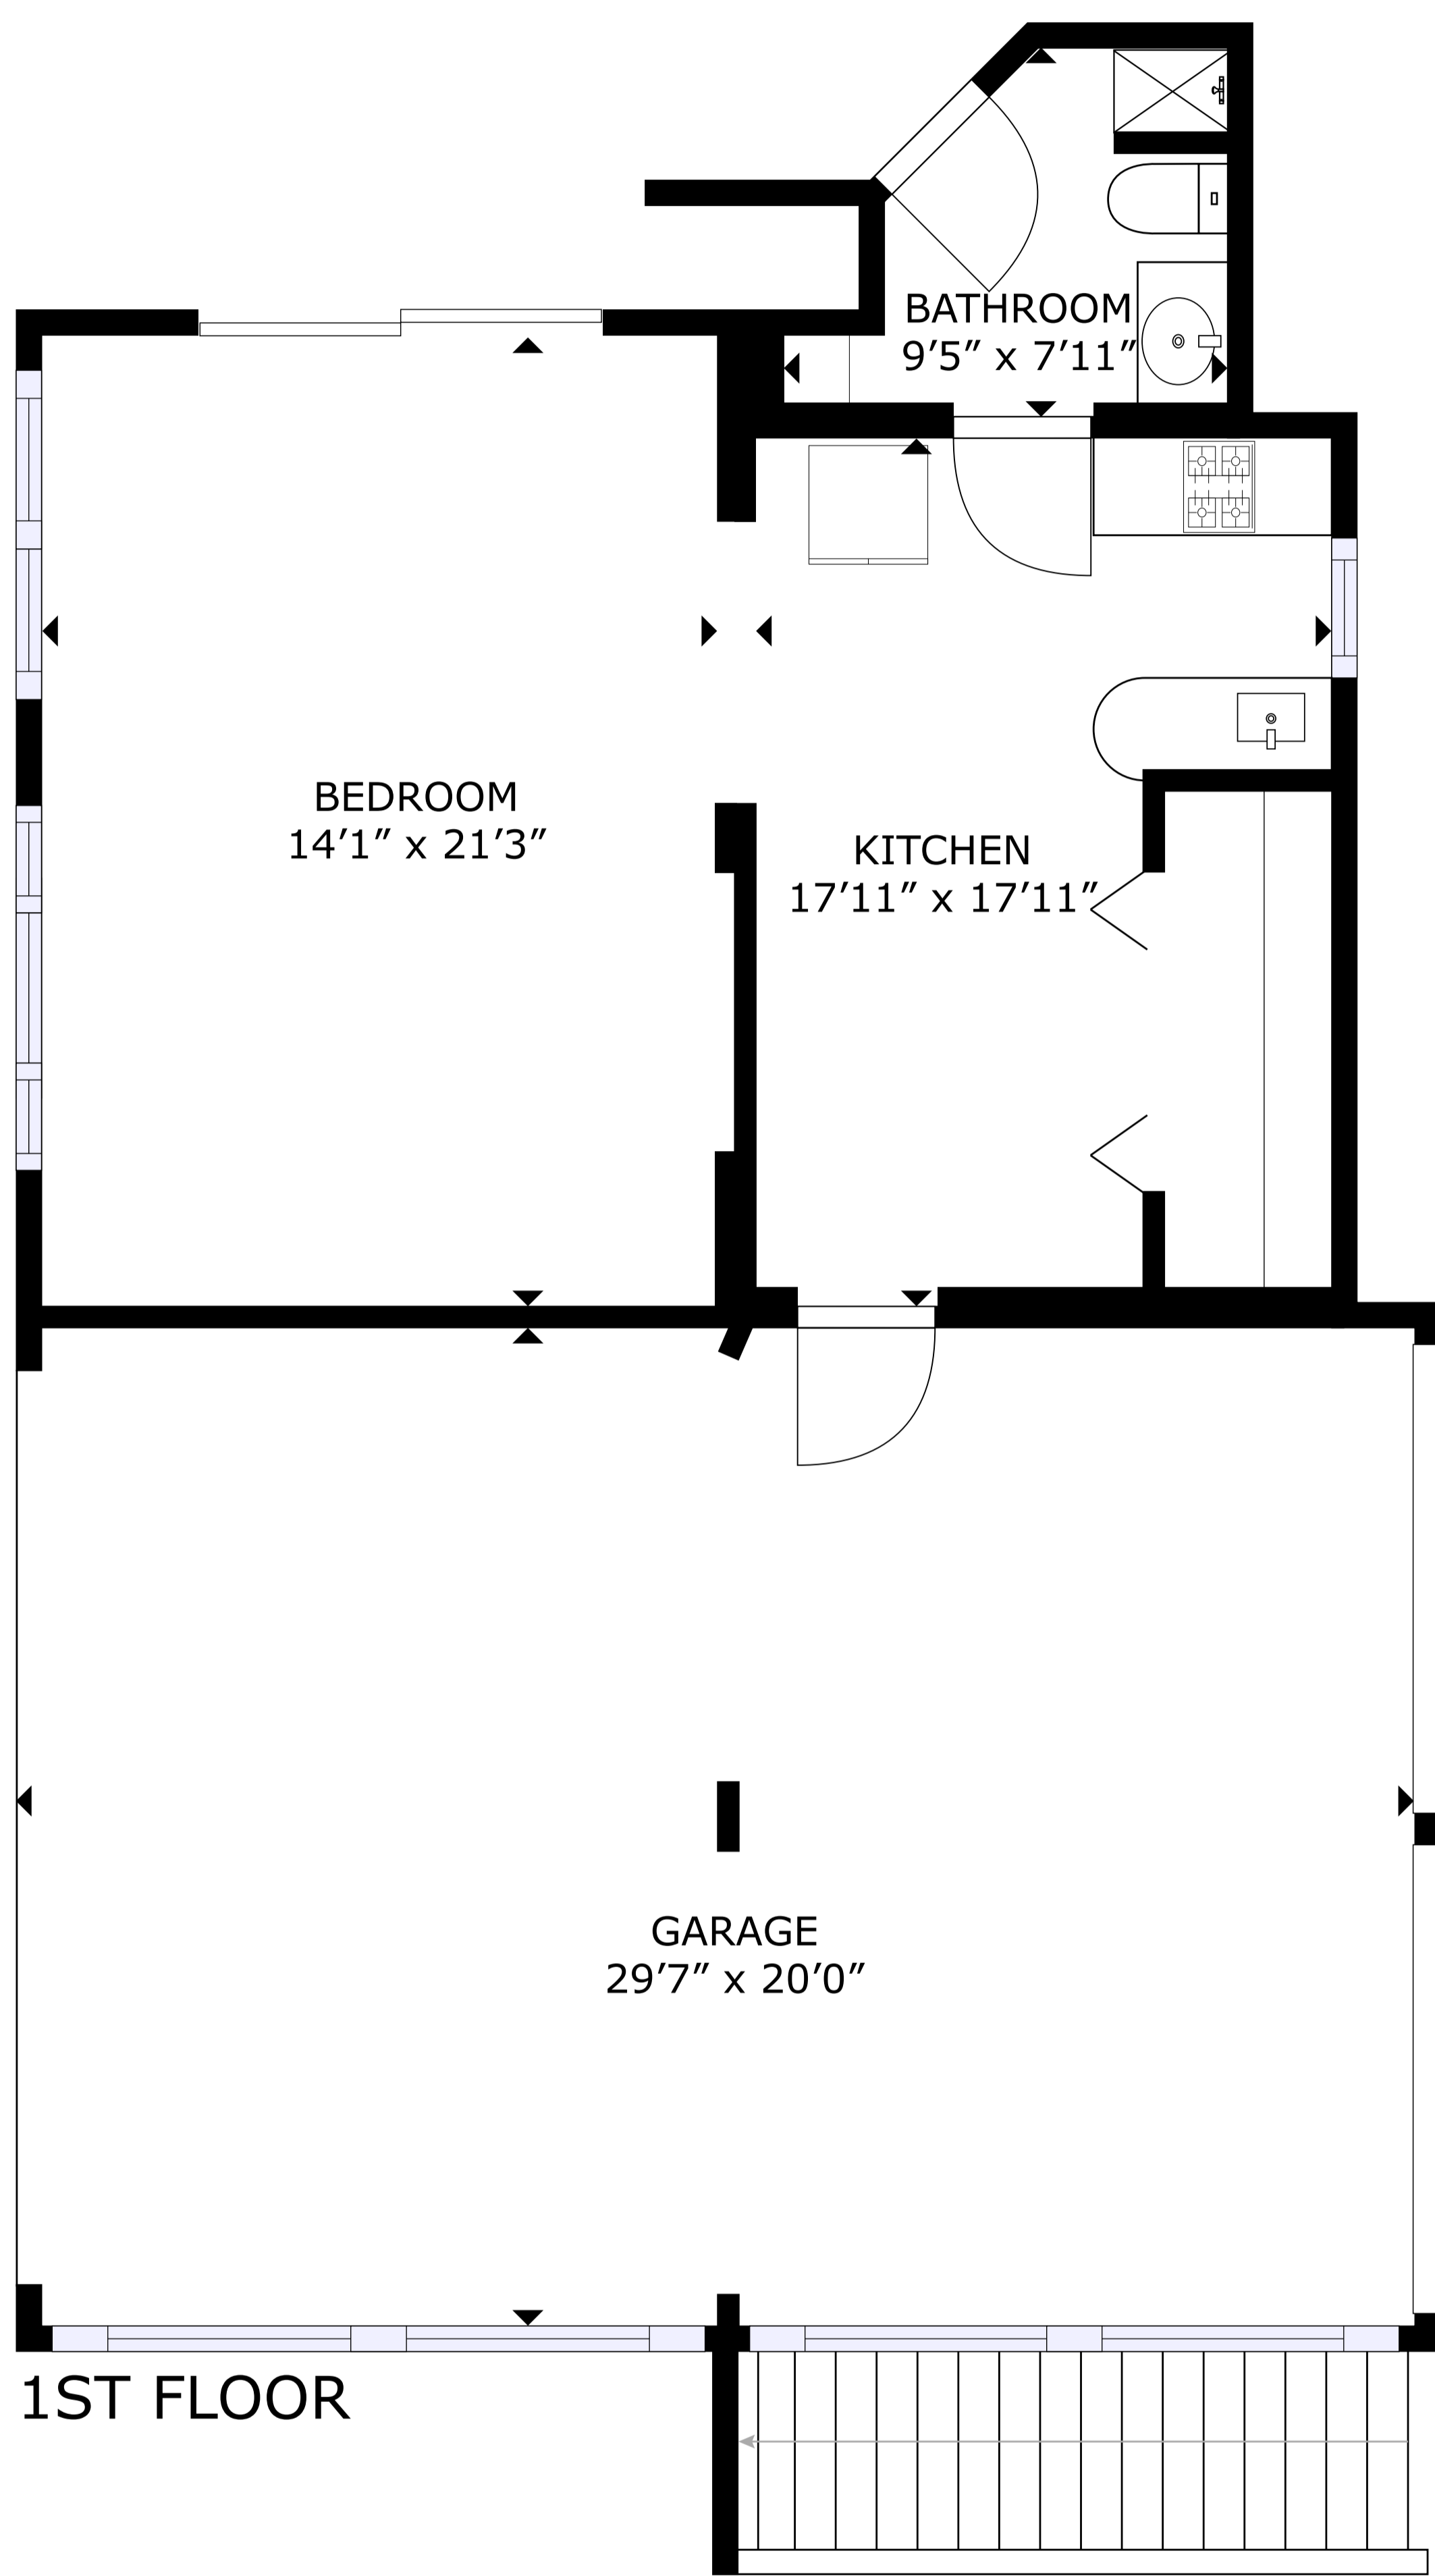 BATHROOM
9'5" x 7'11"
BEDROOM
14'1" x 21'3"
KITCHEN
17'11" x 17'11"
GARAGE
29'7" x 20'0"
1ST FLOOR